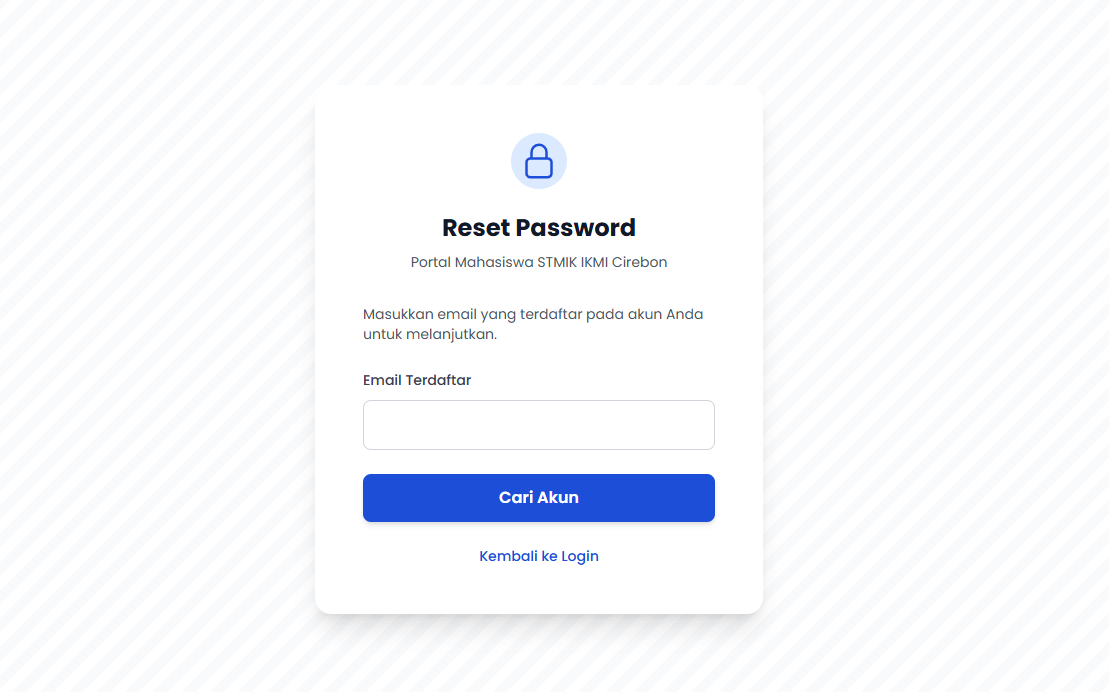 Reset Password
Portal Mahasiswa STMIK IKMI Cirebon
Masukkan email yang terdaftar pada akun Anda
untuk melanjutkan.
Email Terdaftar
Cari Akun
Kembali ke Login